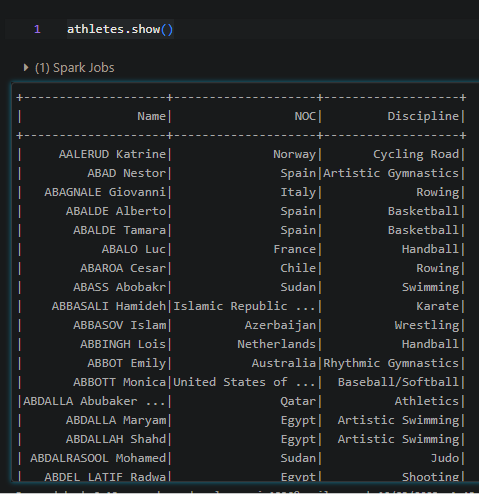 1 athletes.show()
(1) Spark Jobs
+--------------------+--------------------+-------------------+
| Name| NOC| Discipline|
+--------------------+--------------------+-------------------+
| AALERUD Katrine| Norway| Cycling Road|
| ABAD Nestor| Spain|Artistic Gymnastics|
| ABAGNALE Giovanni| Italy| Rowing|
| ABALDE Alberto| Spain| Basketball|
| ABALDE Tamara| Spain| Basketball|
| ABALO Luc| France| Handball|
| ABAROA Cesar| Chile| Rowing|
| ABASS Abobakr| Sudan| Swimming|
| ABBASALI Hamideh|Islamic Republic ...| Karate|
| ABBASOV Islam| Azerbaijan| Wrestling|
| ABBINGH Lois| Netherlands| Handball|
| ABBOT Emily| Australia|Rhythmic Gymnastics|
| ABBOTT Monica|United States of ...| Baseball/Softball|
|ABDALLA Abubaker ...| Qatar| Athletics|
| ABDALLA Maryam| Egypt| Artistic Swimming|
| ABDALLAH Shahd| Egypt| Artistic Swimming|
| ABDALRASOOL Mohamed| Sudan| Judo|
| ABDEL LATIF Radwa| Egypt| Shooting|